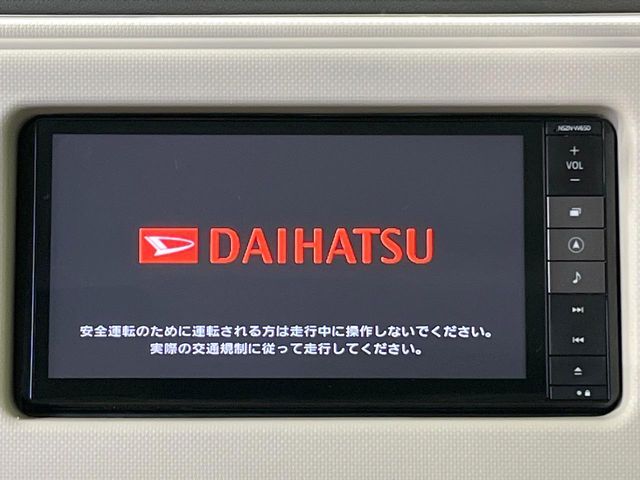 NSZN-W65D
+
VOL
−
DAIHATSU
安全運転のために運転される方は走行中に操作しないでください。
実際の交通規制に従って走行してください。